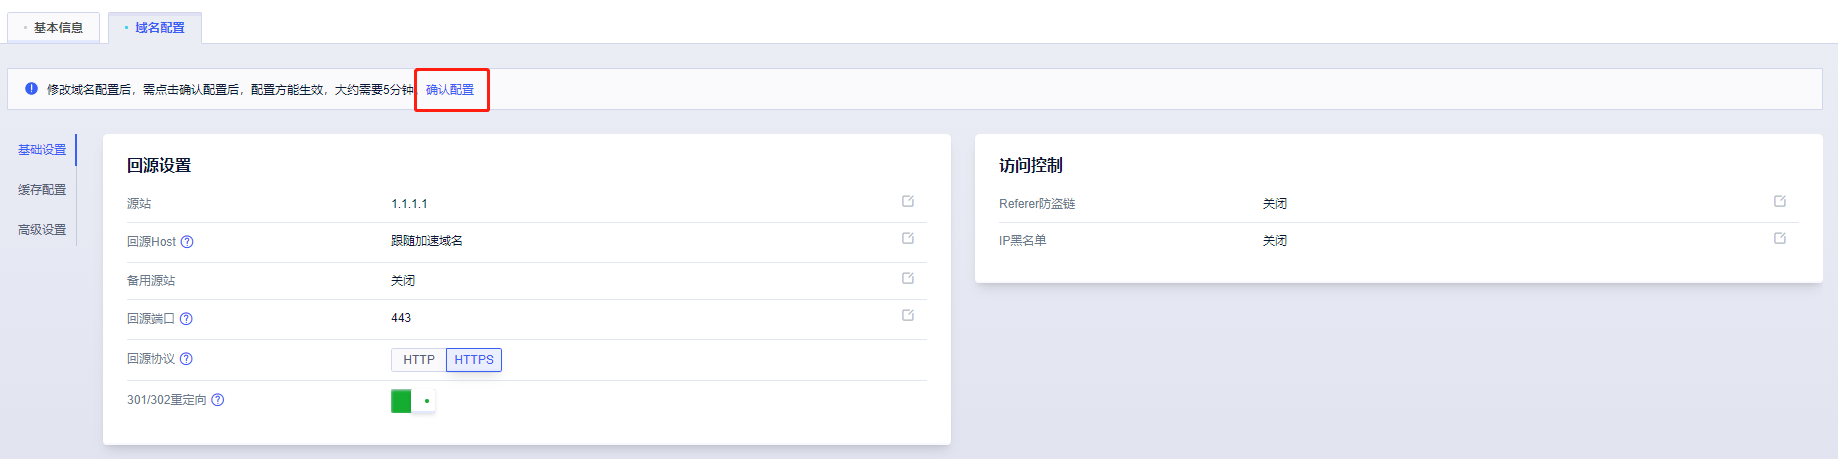 基本信息
域名配置
修改域名配置后，需点击确认配置后，配置方能生效，大约需要5分钟。 确认配置
基础设置
缓存配置
高级设置
回源设置
源站 1.1.1.1
回源Host 跟随加速域名
备用源站 关闭
回源端口 443
回源协议 HTTP HTTPS
301/302重定向
访问控制
Referer防盗链 关闭
IP黑名单 关闭